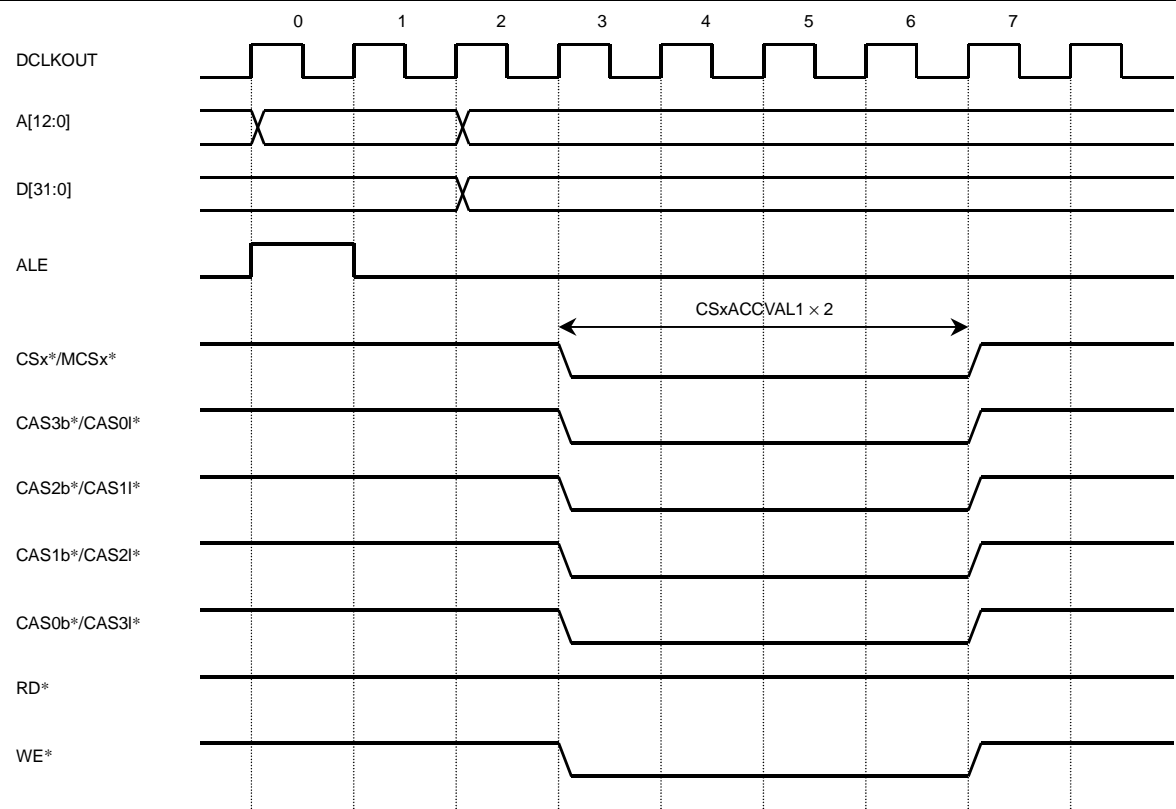 0 1 2 3 4 5 6 7
DCLKOUT
A[12:0]
D[31:0]
ALE
CSxACCVAL1 × 2
CSx*/MCSx*
CAS3b*/CAS0l*
CAS2b*/CAS1l*
CAS1b*/CAS2l*
CAS0b*/CAS3l*
RD*
WE*